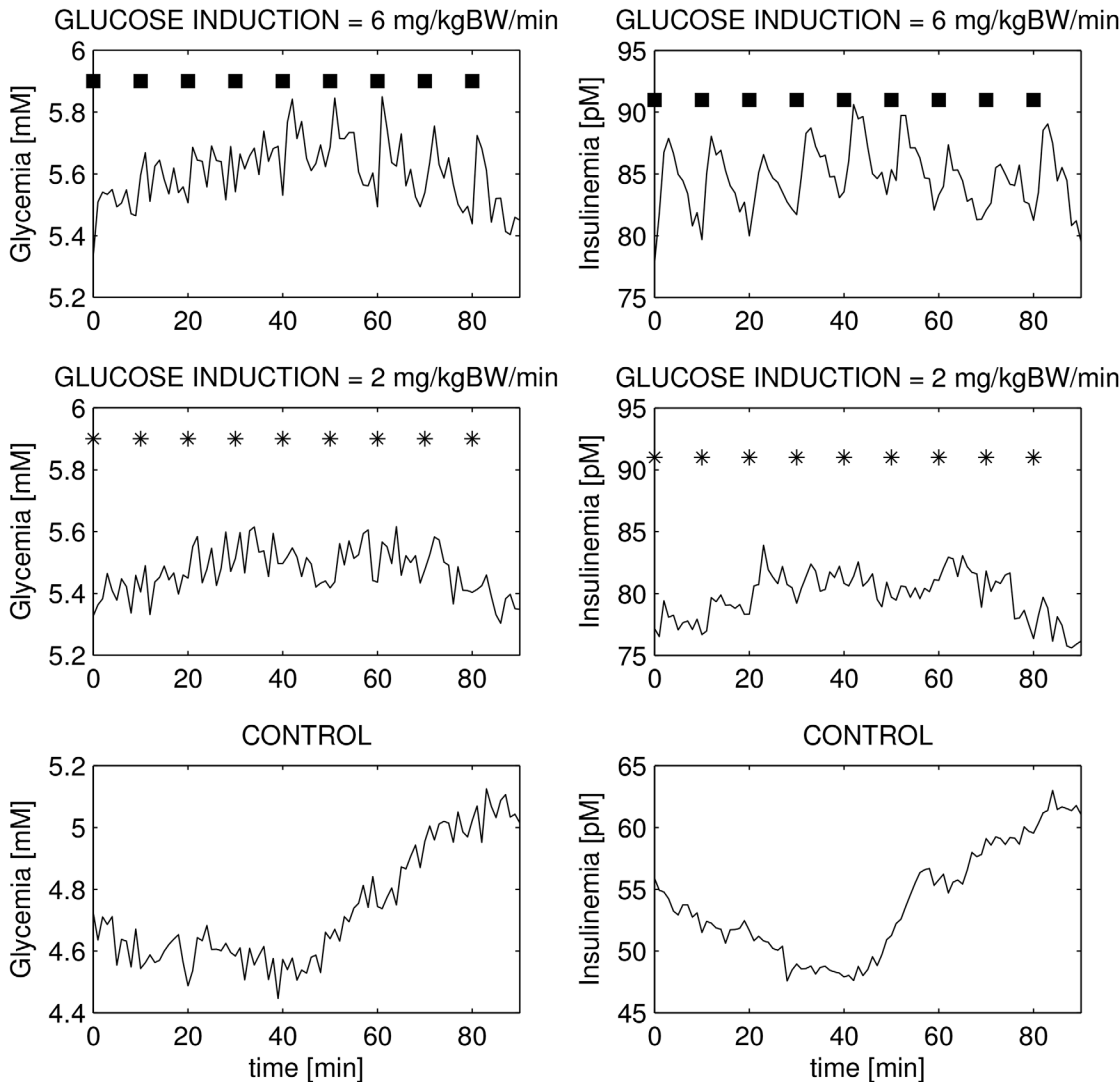 GLUCOSE INDUCTION = 6 mg/kgBW/min
6
5.8
5.6
5.4
5.2
Glycemia [mM]
0 20 40 60 80
GLUCOSE INDUCTION = 6 mg/kgBW/min
95
90
85
80
75
Insulinemia [pM]
0 20 40 60 80
GLUCOSE INDUCTION = 2 mg/kgBW/min
6
5.8
5.6
5.4
5.2
Glycemia [mM]
0 20 40 60 80
GLUCOSE INDUCTION = 2 mg/kgBW/min
95
90
85
80
75
Insulinemia [pM]
0 20 40 60 80
CONTROL
5.2
5
4.8
4.6
4.4
Glycemia [mM]
0 20 40 60 80
time [min]
CONTROL
65
60
55
50
45
Insulinemia [pM]
0 20 40 60 80
time [min]